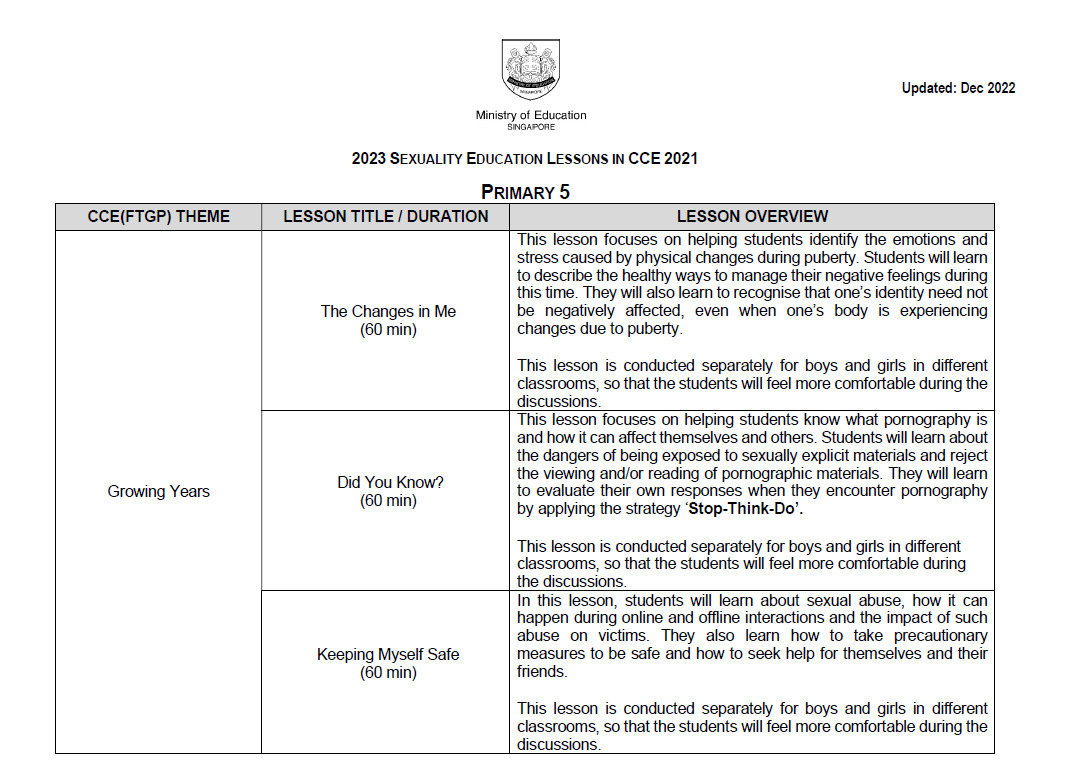 Updated: Dec 2022
Ministry of Education
SINGAPORE
2023 SEXUALITY EDUCATION LESSONS IN CCE 2021
PRIMARY 5
CCE(FTGP) THEME
LESSON TITLE / DURATION
LESSON OVERVIEW
Growing Years
The Changes in Me
(60 min)
This lesson focuses on helping students identify the emotions and
stress caused by physical changes during puberty. Students will learn
to describe the healthy ways to manage their negative feelings during
this time. They will also learn to recognise that one’s identity need not
be negatively affected, even when one’s body is experiencing
changes due to puberty.
This lesson is conducted separately for boys and girls in different
classrooms, so that the students will feel more comfortable during the
discussions.
Did You Know?
(60 min)
This lesson focuses on helping students know what pornography is
and how it can affect themselves and others. Students will learn about
the dangers of being exposed to sexually explicit materials and reject
the viewing and/or reading of pornographic materials. They will learn
to evaluate their own responses when they encounter pornography
by applying the strategy ‘Stop-Think-Do’.
This lesson is conducted separately for boys and girls in different
classrooms, so that the students will feel more comfortable during
the discussions.
Keeping Myself Safe
(60 min)
In this lesson, students will learn about sexual abuse, how it can
happen during online and offline interactions and the impact of such
abuse on victims. They also learn how to take precautionary
measures to be safe and how to seek help for themselves and their
friends.
This lesson is conducted separately for boys and girls in different
classrooms, so that the students will feel more comfortable during the
discussions.